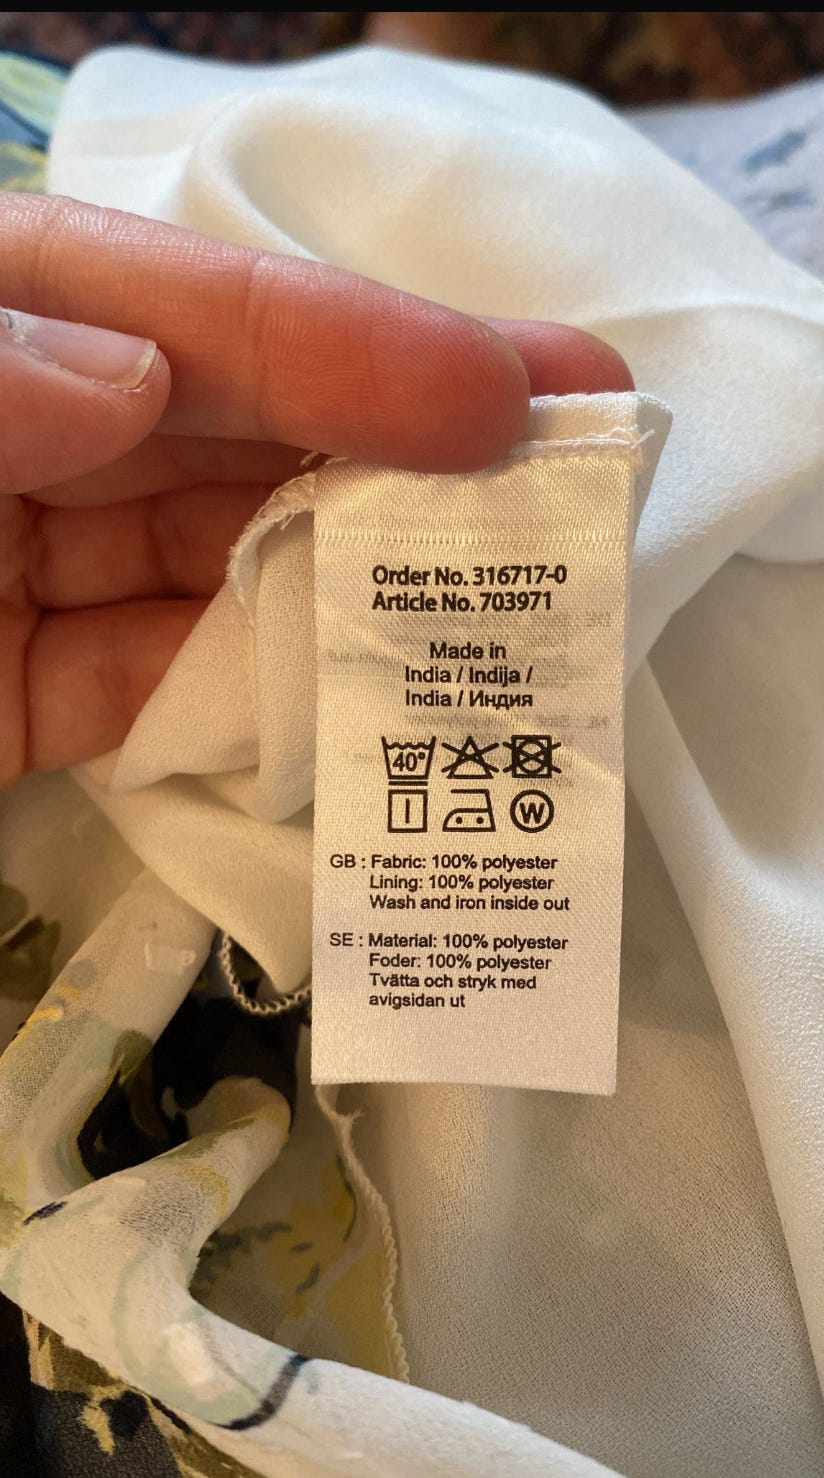 Order No. 316717-0
Article No. 703971
Made in
India / Indija /
India / Индия
40°
W
GB : Fabric: 100% polyester
Lining: 100% polyester
Wash and iron inside out
SE : Material: 100% polyester
Foder: 100% polyester
Tvätta och stryk med
avigsidan ut